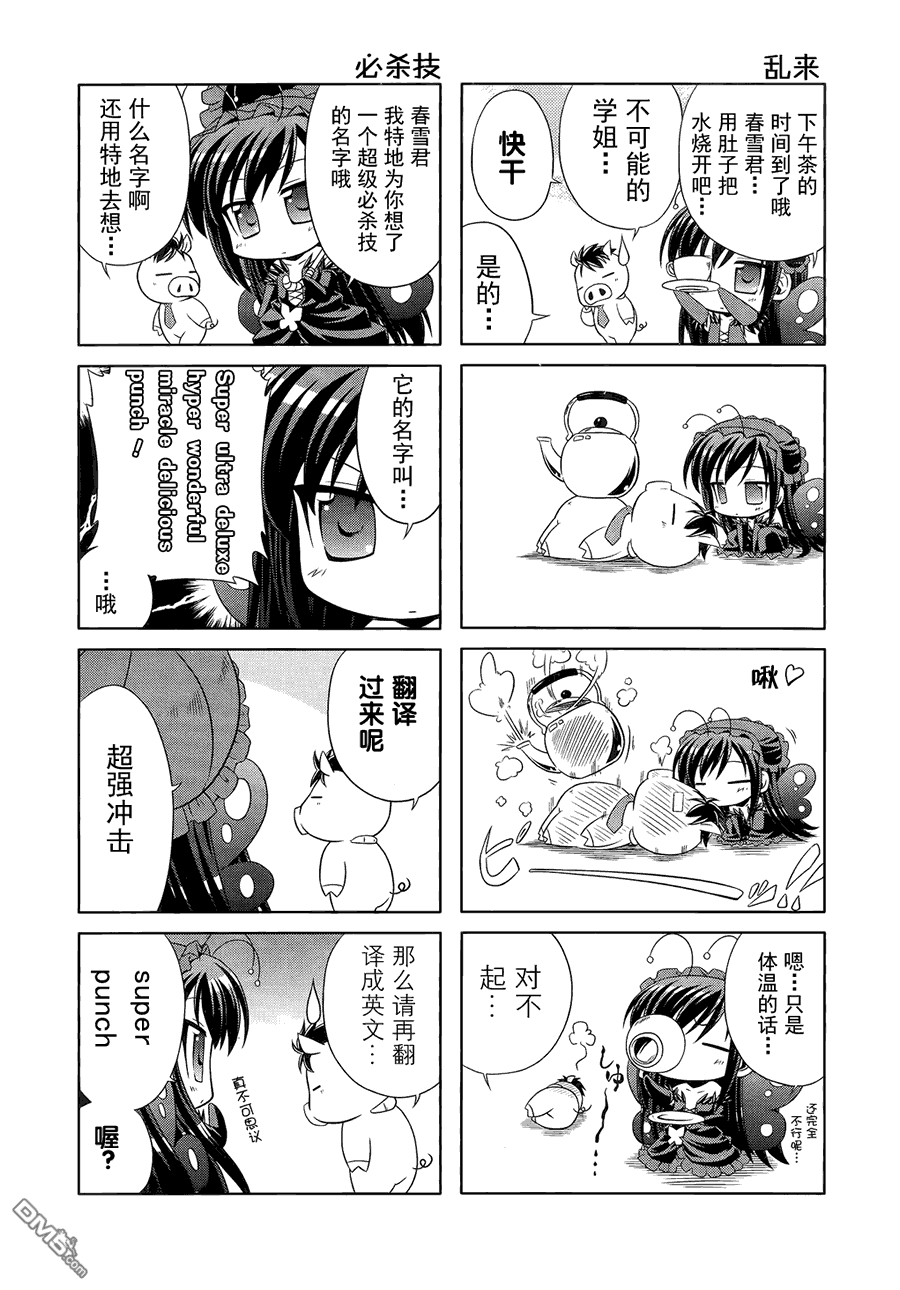 乱来
下午茶的
时间到了哦
春雪君…
用肚子把
水烧开吧…
不可能的
学姐…
快干
是的…
啾♡
ピ
嗯…只是
体温的话…
还完全
不行呢…
对不
起…
しゅー…
必杀技
春雪君
我特地为你想了
一个超级必杀技
的名字哦
什么名字啊
还用特地去想…
它的名字叫…
Super ultra deluxe
hyper wonderful
miracle delicious
punch！
…哦
翻译
过来呢
超强冲击
那么请再翻
译成英文…
super
punch
喔?
真不可思议